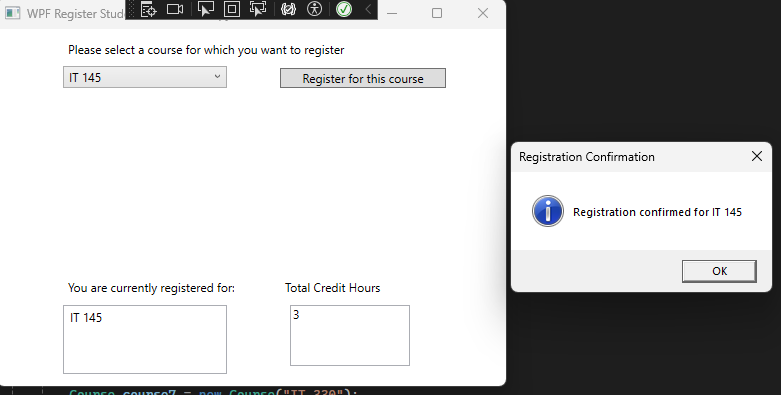 WPF Register Stud
Please select a course for which you want to register
IT 145
Register for this course
Registration Confirmation
Registration confirmed for IT 145
OK
You are currently registered for:
Total Credit Hours
IT 145
3
Course course7 = new Course("IT 330");